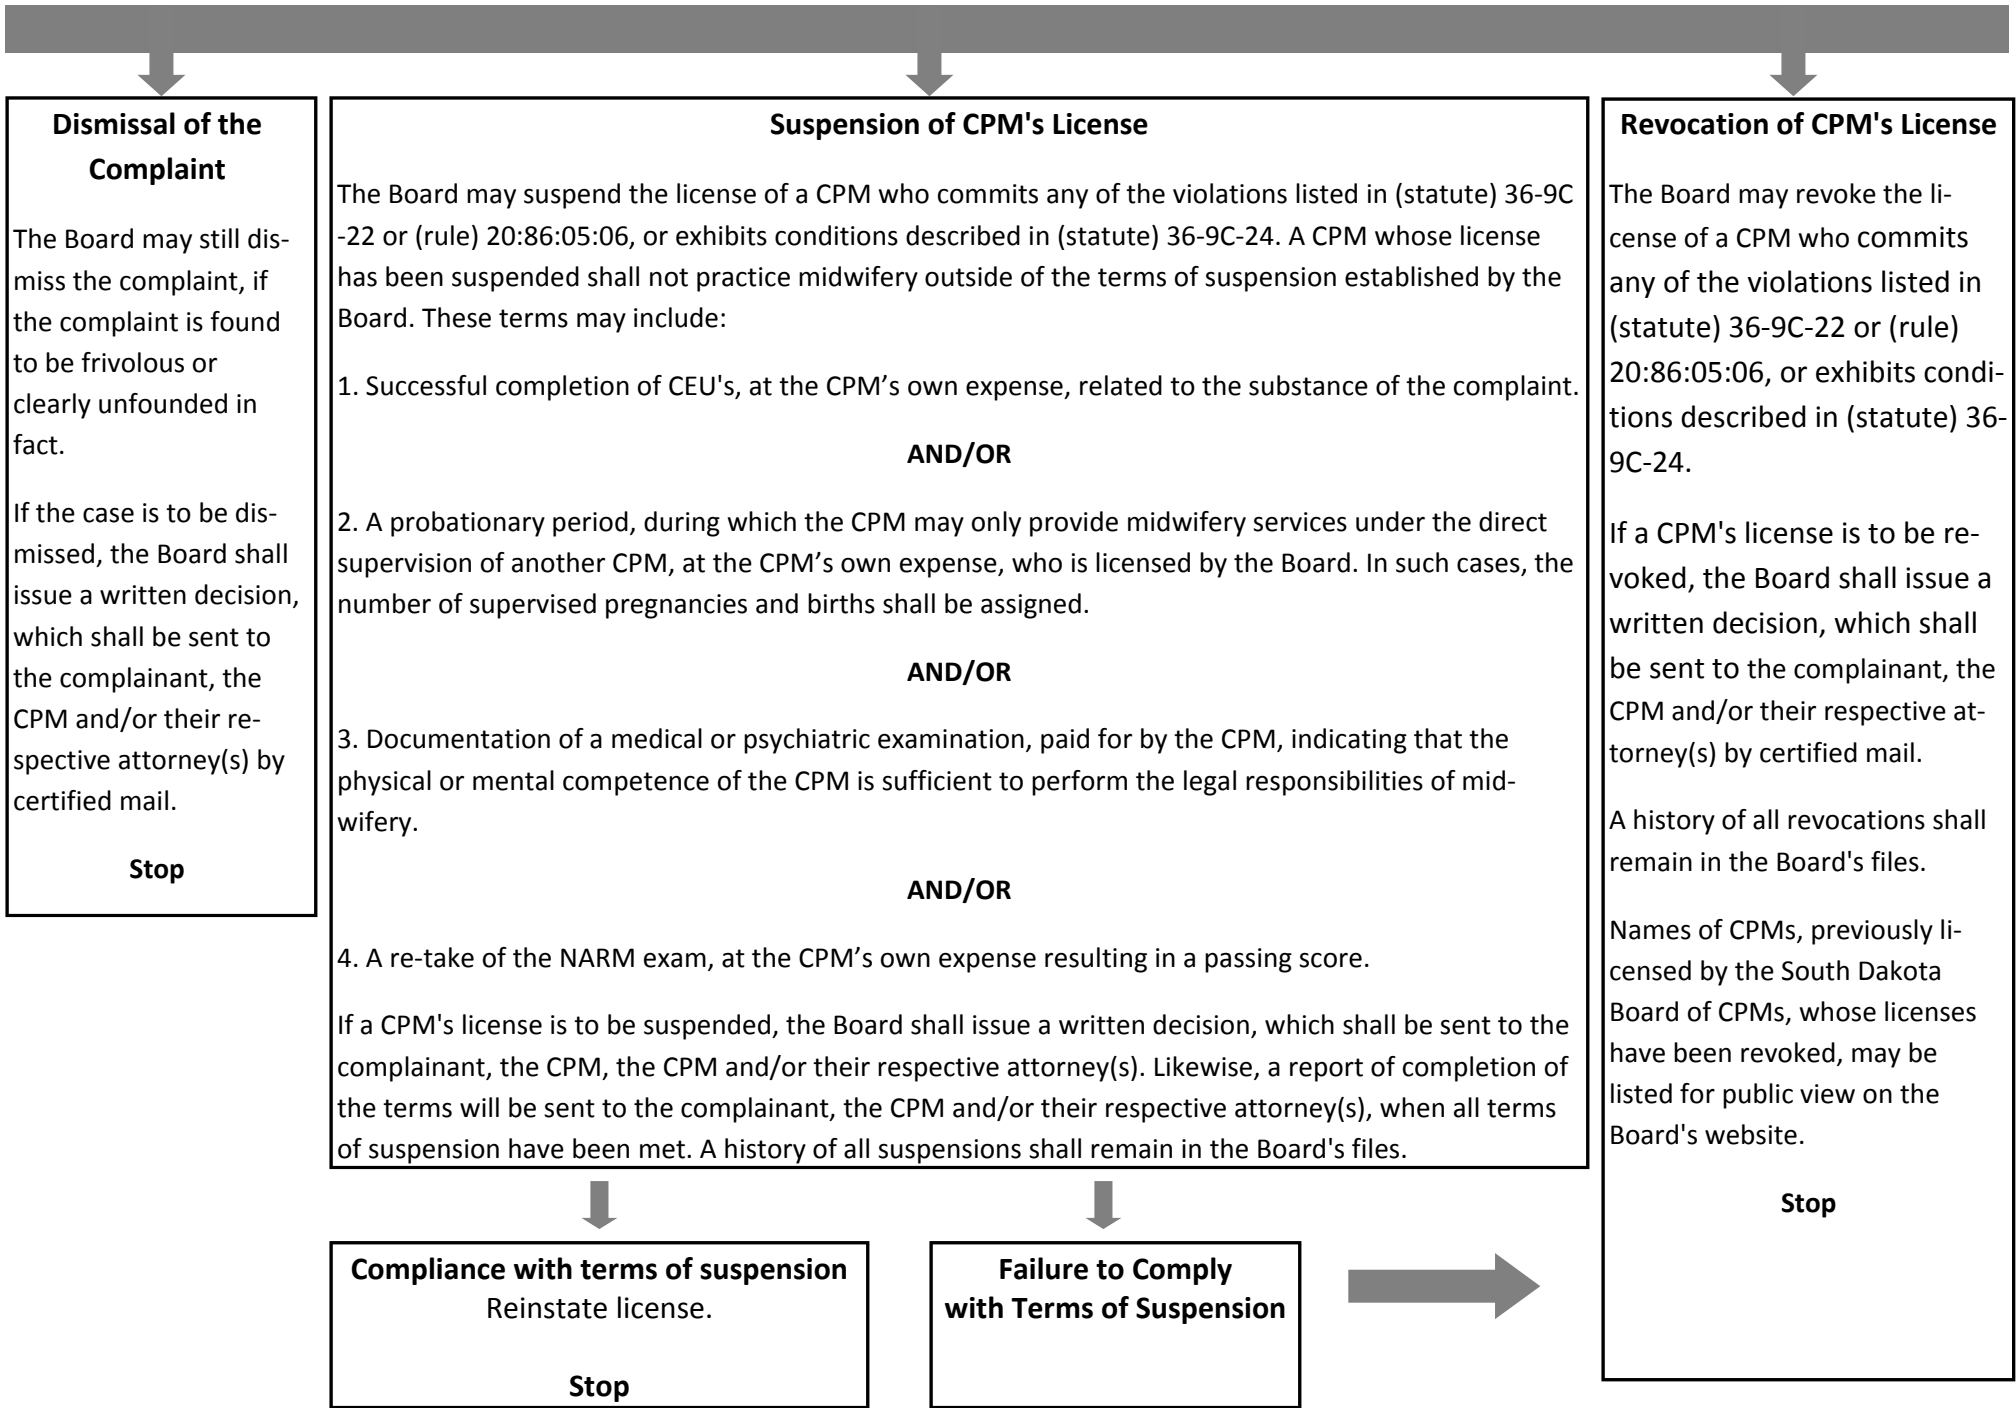 Dismissal of the
Complaint
The Board may still dis-
miss the complaint, if
the complaint is found
to be frivolous or
clearly unfounded in
fact.
If the case is to be dis-
missed, the Board shall
issue a written decision,
which shall be sent to
the complainant, the
CPM and/or their re-
spective attorney(s) by
certified mail.
Stop
Suspension of CPM's License
The Board may suspend the license of a CPM who commits any of the violations listed in (statute) 36-9C
-22 or (rule) 20:86:05:06, or exhibits conditions described in (statute) 36-9C-24. A CPM whose license
has been suspended shall not practice midwifery outside of the terms of suspension established by the
Board. These terms may include:
1. Successful completion of CEU's, at the CPM’s own expense, related to the substance of the complaint.
AND/OR
2. A probationary period, during which the CPM may only provide midwifery services under the direct
supervision of another CPM, at the CPM’s own expense, who is licensed by the Board. In such cases, the
number of supervised pregnancies and births shall be assigned.
AND/OR
3. Documentation of a medical or psychiatric examination, paid for by the CPM, indicating that the
physical or mental competence of the CPM is sufficient to perform the legal responsibilities of mid-
wifery.
AND/OR
4. A re-take of the NARM exam, at the CPM’s own expense resulting in a passing score.
If a CPM's license is to be suspended, the Board shall issue a written decision, which shall be sent to the
complainant, the CPM, the CPM and/or their respective attorney(s). Likewise, a report of completion of
the terms will be sent to the complainant, the CPM and/or their respective attorney(s), when all terms
of suspension have been met. A history of all suspensions shall remain in the Board's files.
Revocation of CPM's License
The Board may revoke the li-
cense of a CPM who commits
any of the violations listed in
(statute) 36-9C-22 or (rule)
20:86:05:06, or exhibits condi-
tions described in (statute) 36-
9C-24.
If a CPM's license is to be re-
voked, the Board shall issue a
written decision, which shall
be sent to the complainant, the
CPM and/or their respective at-
torney(s) by certified mail.
A history of all revocations shall
remain in the Board's files.
Names of CPMs, previously li-
censed by the South Dakota
Board of CPMs, whose licenses
have been revoked, may be
listed for public view on the
Board's website.
Stop
Compliance with terms of suspension
Reinstate license.
Stop
Failure to Comply
with Terms of Suspension